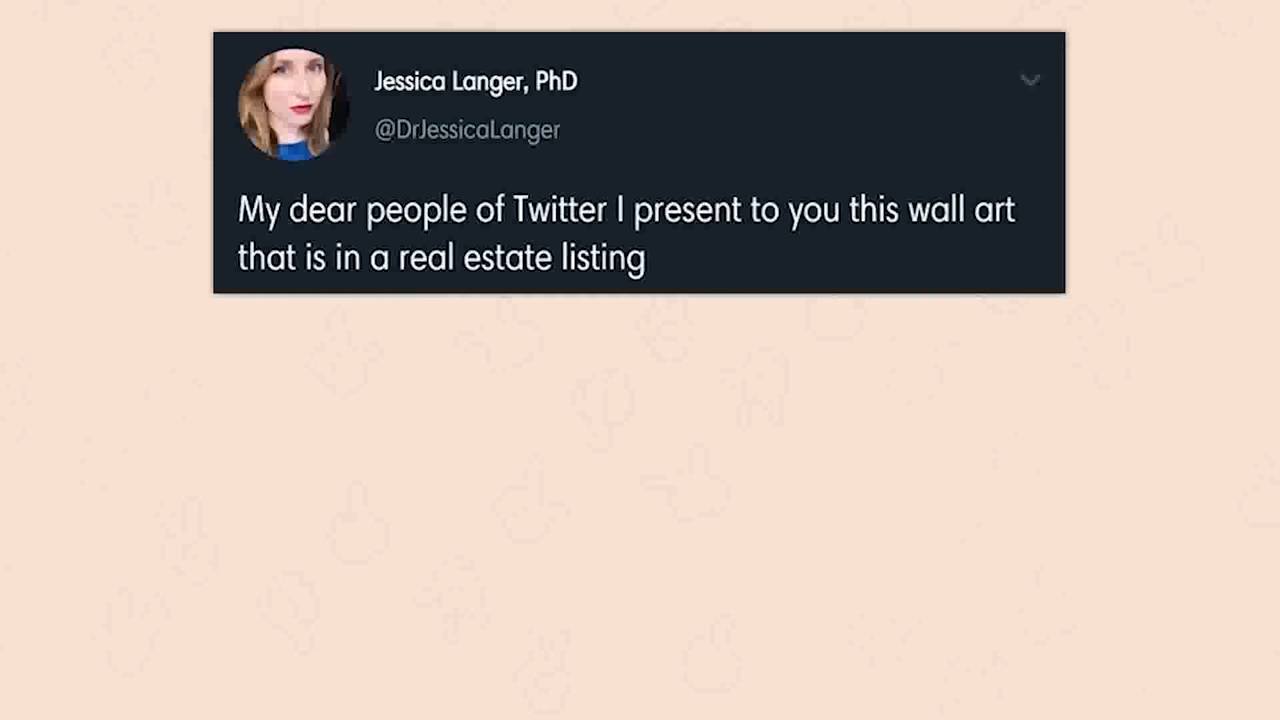 Jessica Langer, PhD
@DrJessicaLanger
My dear people of Twitter I present to you this wall art
that is in a real estate listing